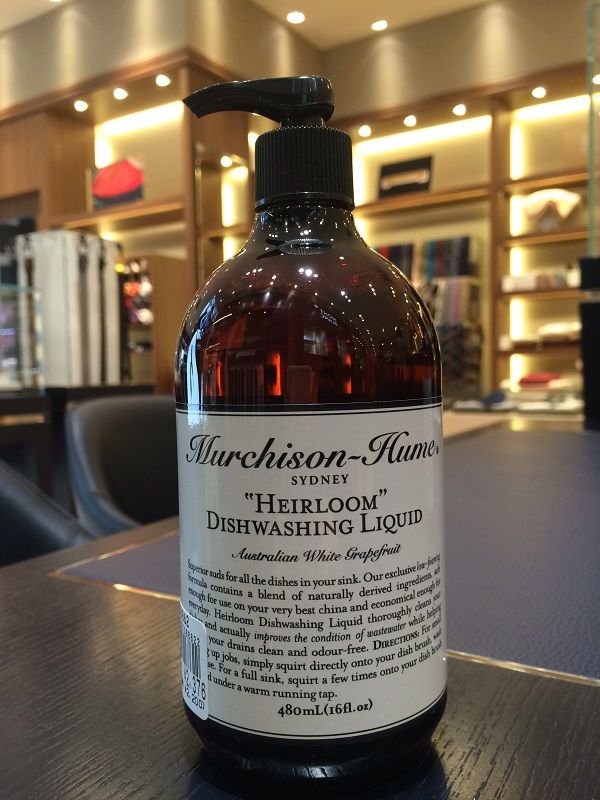 Murchison-Hume
SYDNEY
"HEIRLOOM"
DISHWASHING LIQUID
Australian White Grapefruit
Superior suds for all the dishes in your sink. Our exclusive low-foaming
formula contains a blend of naturally derived ingredients, safe
enough for use on your very best china and economical enough for
everyday. Heirloom Dishwashing Liquid thoroughly cleans your
and actually improves the condition of wastewater while helping
your drains clean and odour-free. DIRECTIONS: For small
up jobs, simply squirt directly onto your dish brush, wash
For a full sink, squirt a few times onto your dish brush
under a warm running tap.
480mL(16fl.oz)